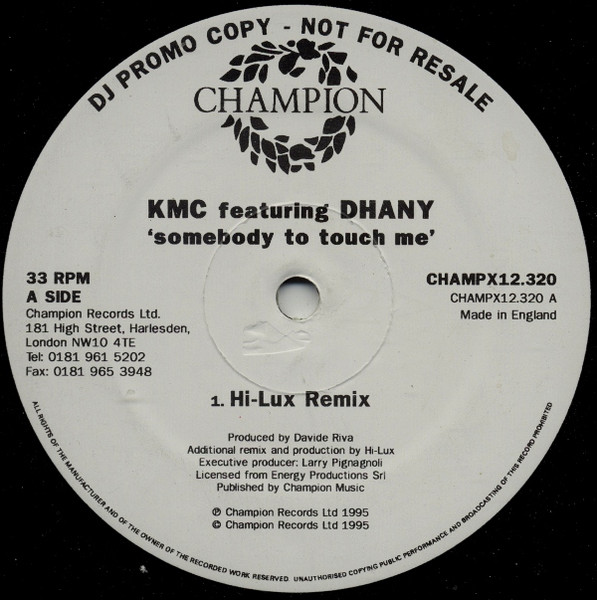 DJ PROMO COPY - NOT FOR RESALE
CHAMPION
KMC featuring DHANY
‘somebody to touch me’
33 RPM
A SIDE
Champion Records Ltd.
181 High Street, Harlesden,
London NW10 4TE
Tel: 0181 961 5202
Fax: 0181 965 3948
CHAMPX12.320
CHAMPX12.320 A
Made in England
1. Hi-Lux Remix
Produced by Davide Riva
Additional remix and production by Hi-Lux
Executive producer: Larry Pignagnoli
Licensed from Energy Productions Srl
Published by Champion Music
℗ Champion Records Ltd 1995
© Champion Records Ltd 1995
ALL RIGHTS OF THE MANUFACTURER AND OF THE OWNER OF THE RECORDED WORK RESERVED. UNAUTHORISED COPYING PUBLIC PERFORMANCE AND BROADCASTING OF THIS RECORD PROHIBITED